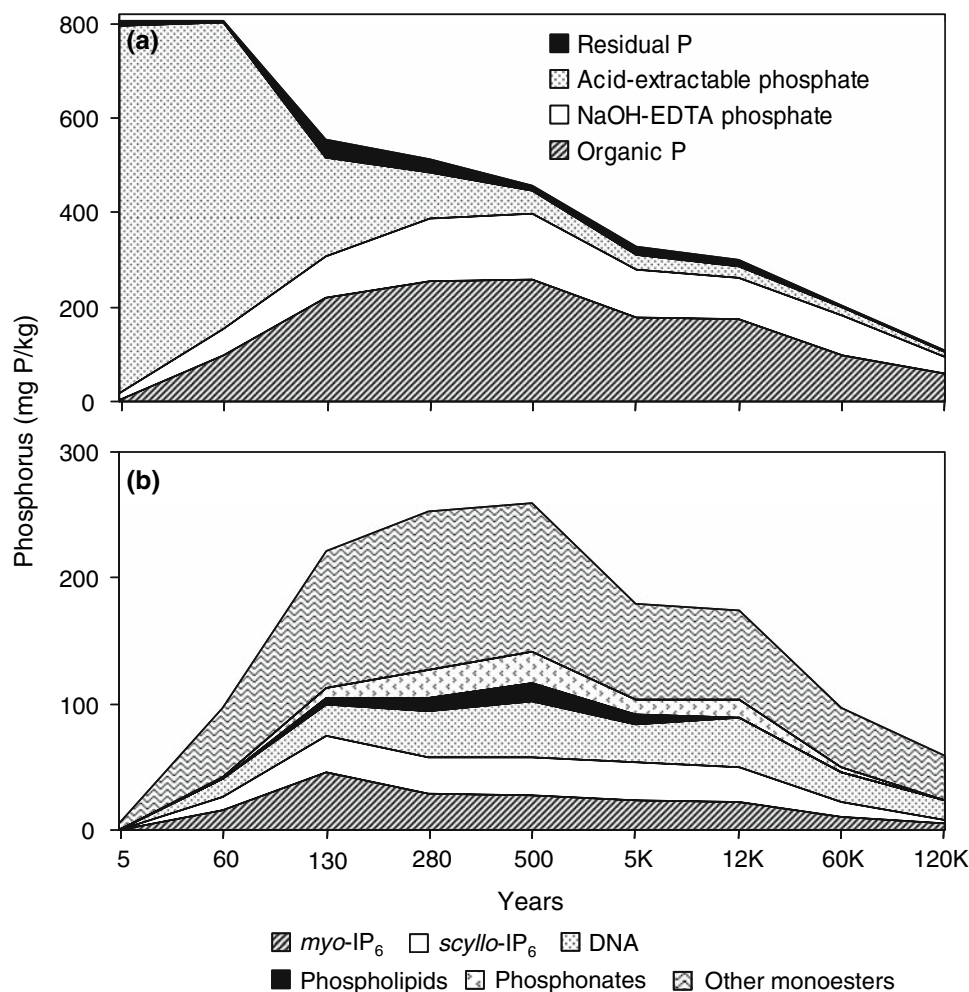 800
(a)
Residual P
Acid-extractable phosphate
600
NaOH-EDTA phosphate
Organic P
400
200
0
Phosphorus (mg P/kg)
300
(b)
200
100
0
5 60 130 280 500 5K 12K 60K 120K
Years
myo-IP₆ scyllo-IP₆ DNA
Phospholipids Phosphonates Other monoesters